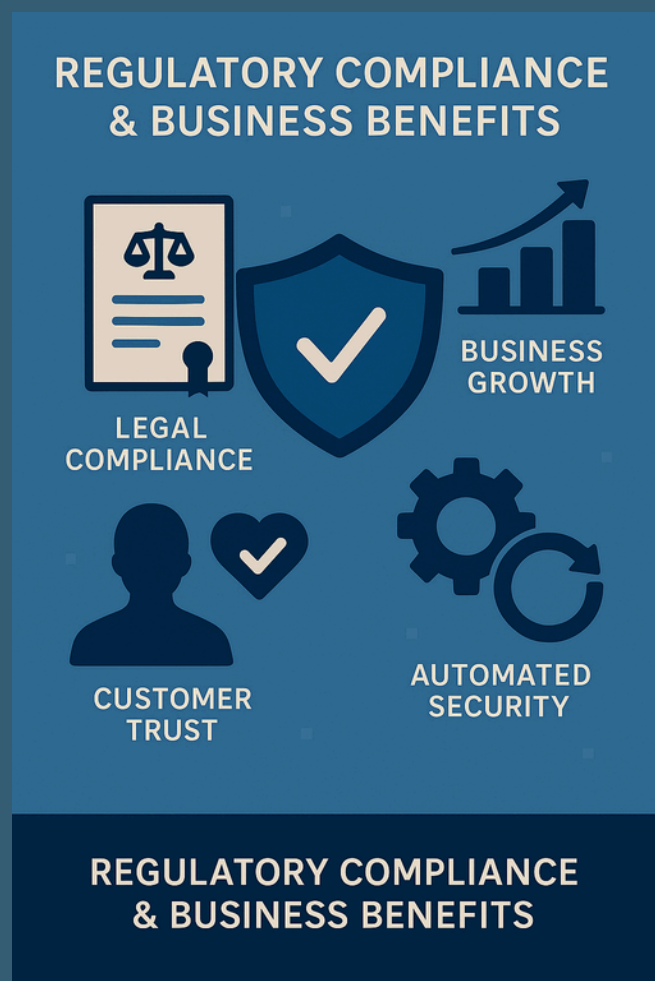 REGULATORY COMPLIANCE
& BUSINESS BENEFITS
BUSINESS
GROWTH
LEGAL
COMPLIANCE
CUSTOMER
TRUST
AUTOMATED
SECURITY
REGULATORY COMPLIANCE
& BUSINESS BENEFITS